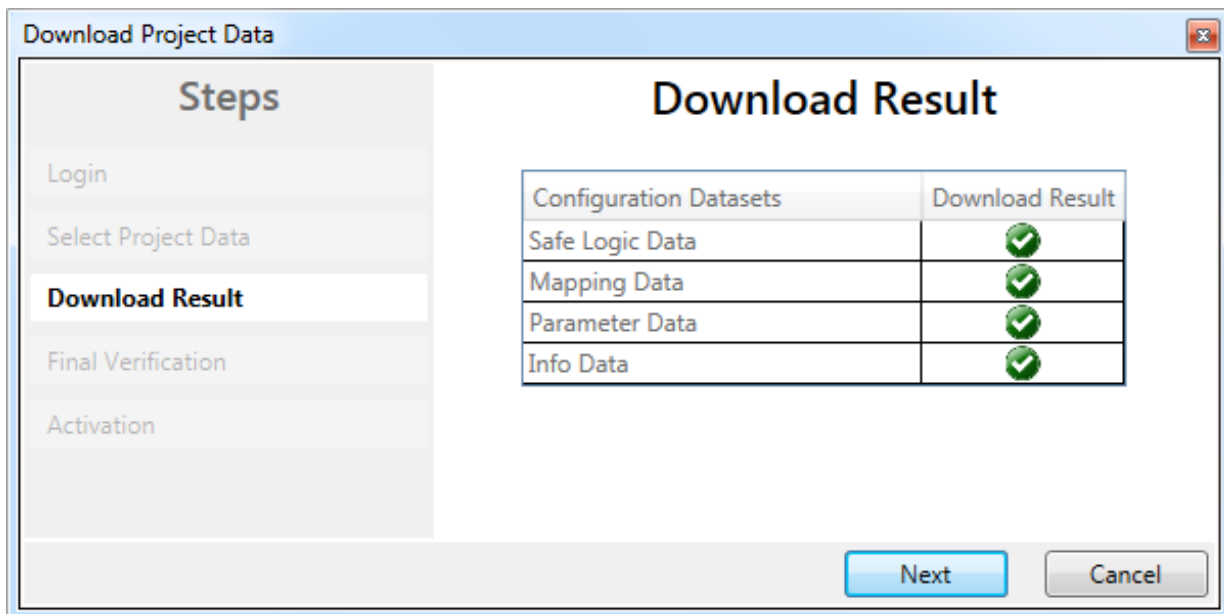 Download Project Data
Steps
Login
Select Project Data
Download Result
Final Verification
Activation
Download Result
Configuration Datasets Download Result
Safe Logic Data
Mapping Data
Parameter Data
Info Data
Next Cancel